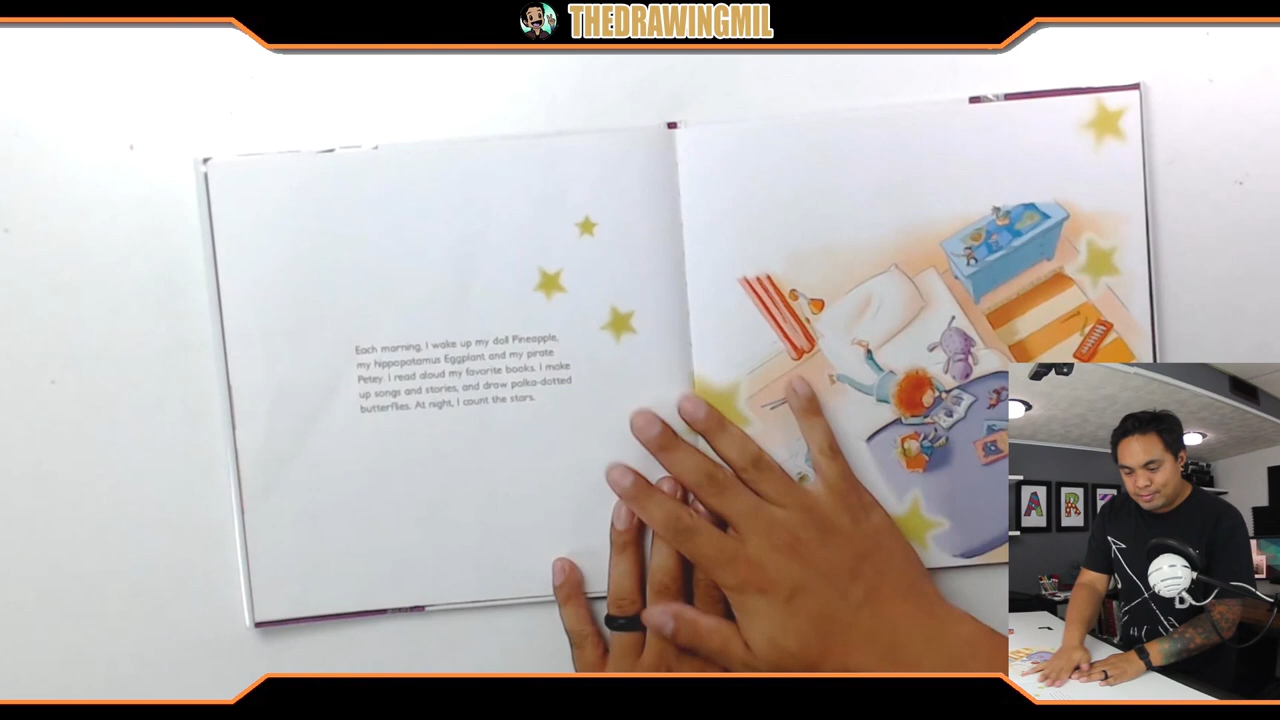 THEDRAWINGMIL
Each morning, I wake up my doll Pineapple,
my hippopotamus Eggplant and my pirate
Petey. I read aloud my favorite books. I make
up songs and stories, and draw polka-dotted
butterflies. At night, I count the stars.
A R T